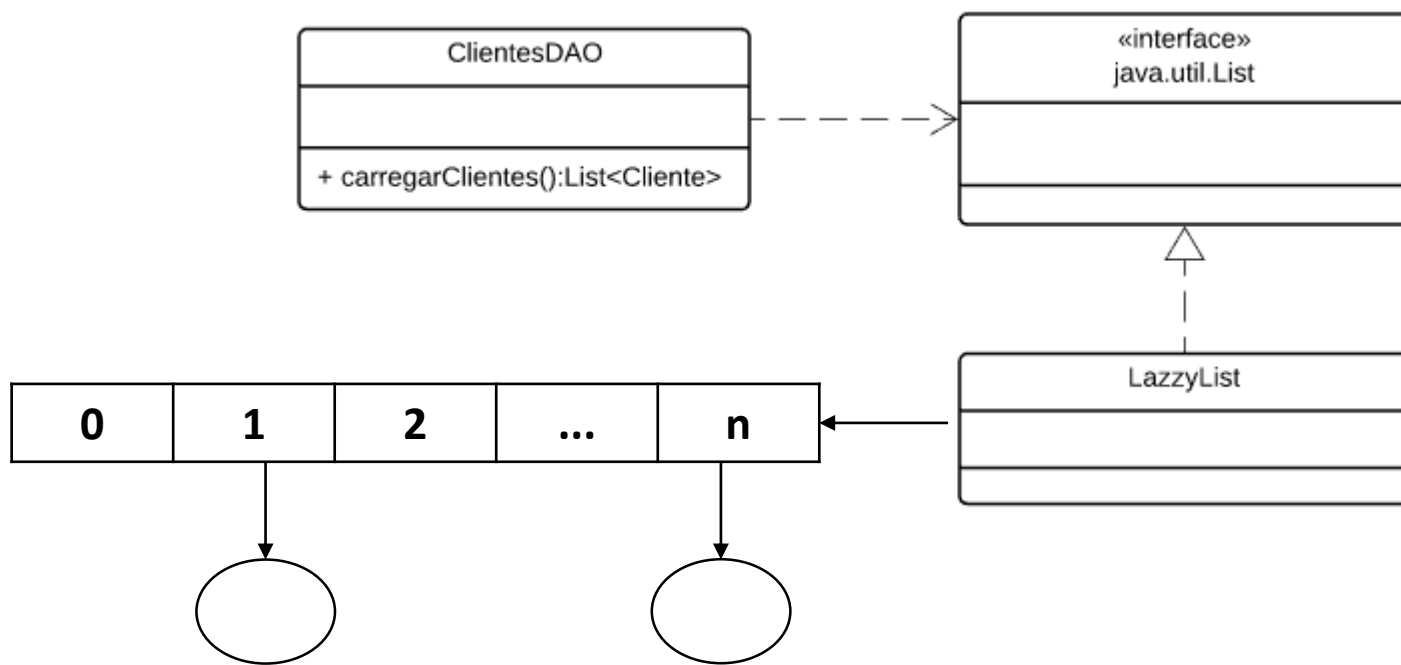 ClientesDAO
+ carregarClientes():List<Cliente>
«interface»
java.util.List
LazzyList
0 1 2 ... n